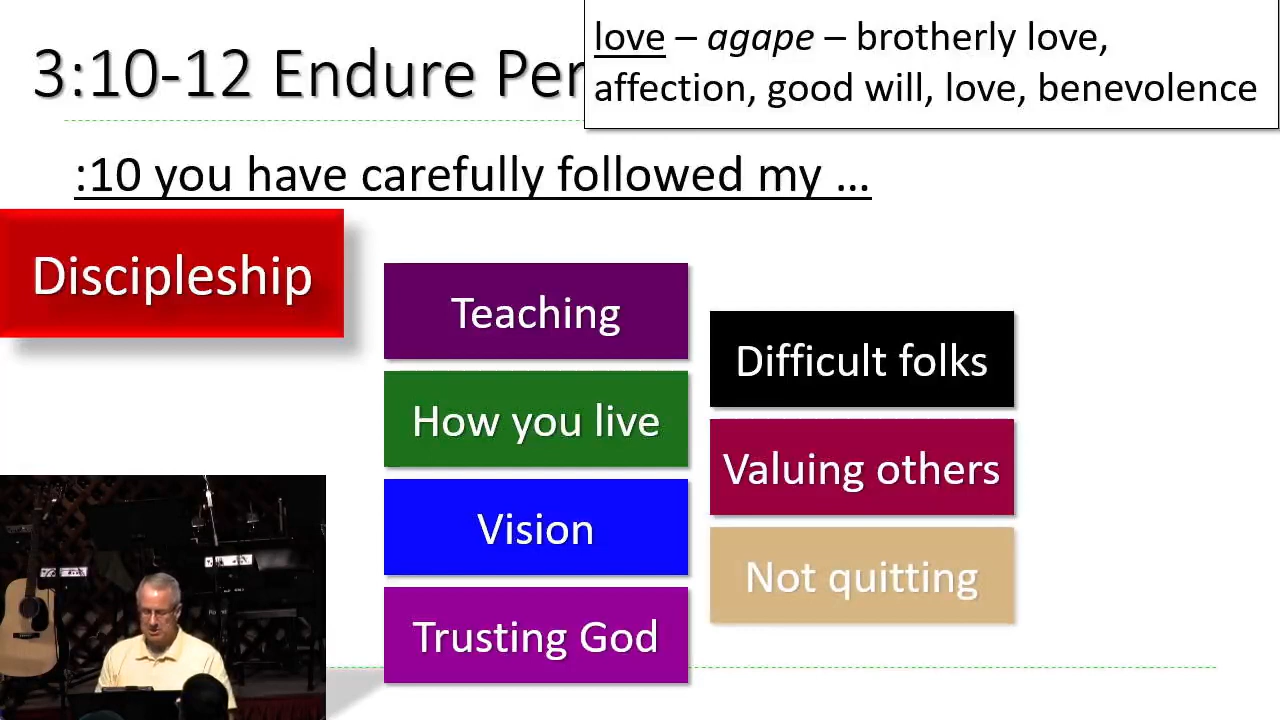 3:10-12 Endure Per
love – agape – brotherly love,
affection, good will, love, benevolence
:10 you have carefully followed my …
Discipleship
Teaching
How you live
Vision
Trusting God
Difficult folks
Valuing others
Not quitting